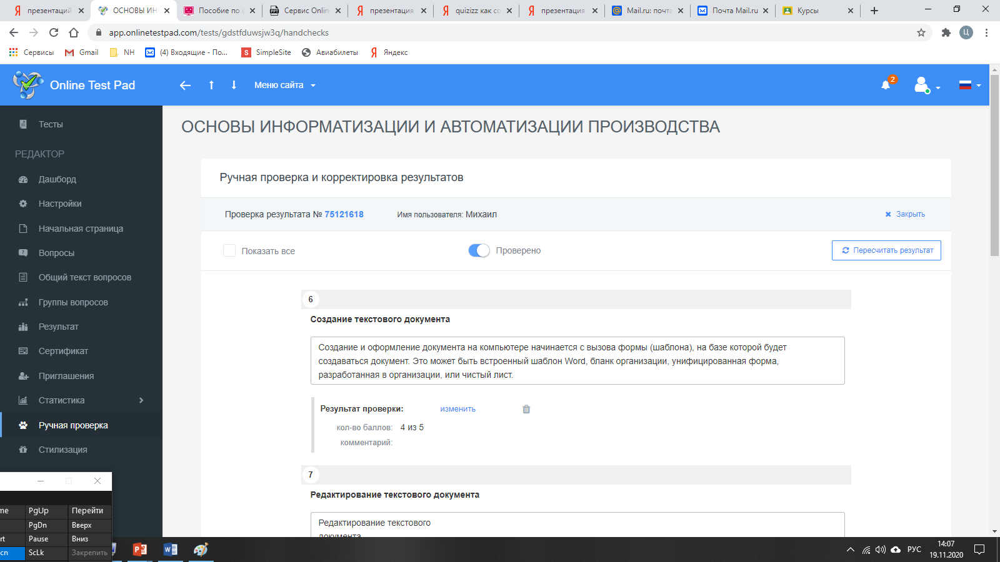 презентаций
ОСНОВЫ ИН
Пособие по с
Сервис Onlin
презентация
quizizz как со
презентация
Mail.ru: почта
Почта Mail.ru
Курсы
app.onlinetestpad.com/tests/gdstfduwsjw3q/handchecks
Ц
Сервисы
Gmail
NH
(4) Входящие - По...
SimpleSite
Авиабилеты
Яндекс
Online Test Pad
Меню сайта
2
Тесты
РЕДАКТОР
Дашборд
Настройки
Начальная страница
Вопросы
Общий текст вопросов
Группы вопросов
Результат
Сертификат
Приглашения
Статистика
Ручная проверка
Стилизация
ОСНОВЫ ИНФОРМАТИЗАЦИИ И АВТОМАТИЗАЦИИ ПРОИЗВОДСТВА
Ручная проверка и корректировка результатов
Проверка результата № 75121618
Имя пользователя: Михаил
Закрыть
Показать все
Проверено
Пересчитать результат
6
Создание текстового документа
Создание и оформление документа на компьютере начинается с вызова формы (шаблона), на базе которой будет
создаваться документ. Это может быть встроенный шаблон Word, бланк организации, унифицированная форма,
разработанная в организации, или чистый лист.
Результат проверки:
изменить
кол-во баллов: 4 из 5
комментарий:
7
Редактирование текстового документа
Редактирование текстового
документа
me PgUp Перейти
PgDn Вверх
rt Pause Вниз
cn ScLk Закрепить
РУС
14:07
19.11.2020